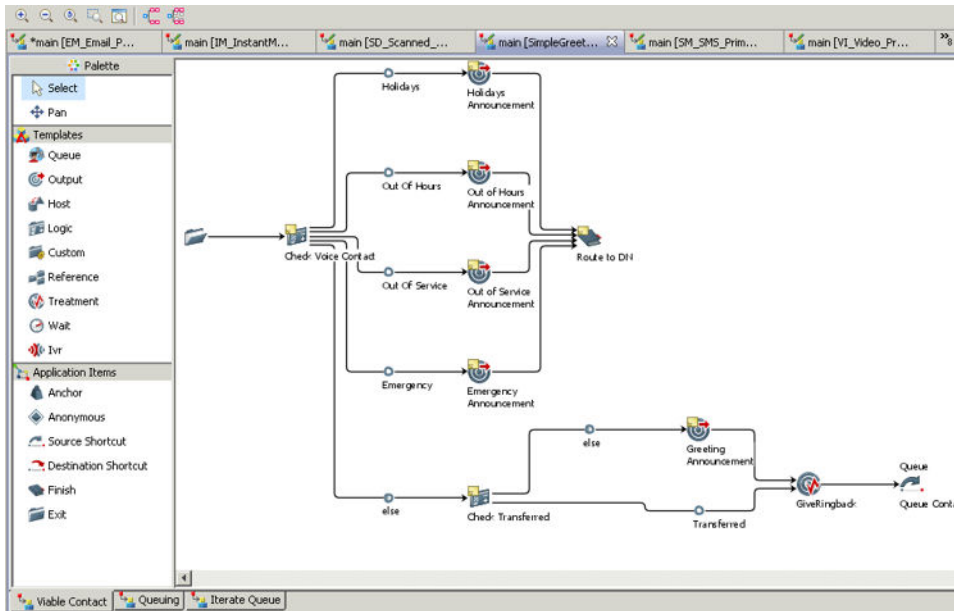 *main [EM_Email_P...
main [IM_InstantM...
main [SD_Scanned_...
main [SimpleGreet...
main [SM_SMS_Prim...
main [VI_Video_Pr...
»8
Palette
Select
Pan
Templates
Queue
Output
Host
Logic
Custom
Reference
Treatment
Wait
Ivr
Application Items
Anchor
Anonymous
Source Shortcut
Destination Shortcut
Finish
Exit
Holidays
Holidays
Announcement
Out Of Hours
Out of Hours
Announcement
Check Voice Contact
Route to DN
Out Of Service
Out of Service
Announcement
Emergency
Emergency
Announcement
else
Greeting
Announcement
else
Check Transferred
Transferred
GiveRingback
Queue
Queue Conta
Viable Contact
Queuing
Iterate Queue